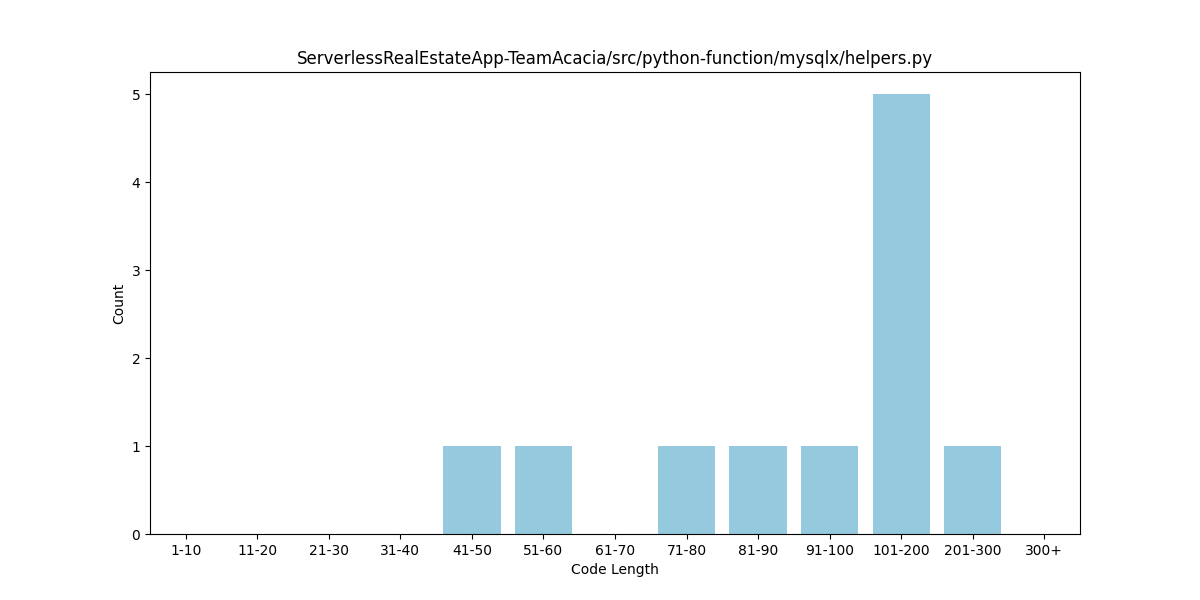 ServerlessRealEstateApp-TeamAcacia/src/python-function/mysqlx/helpers.py
5
4
3
2
1
0
Count
1-10 11-20 21-30 31-40 41-50 51-60 61-70 71-80 81-90 91-100 101-200 201-300 300+
Code Length